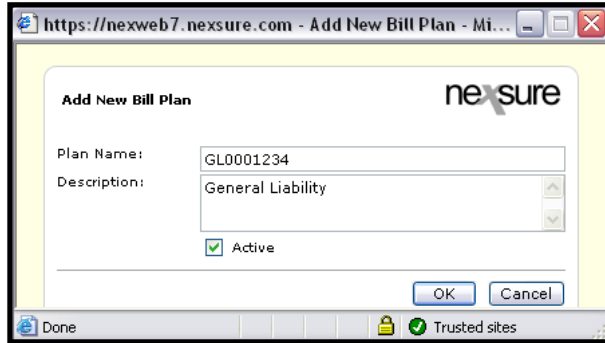 https://nexweb7.nexsure.com - Add New Bill Plan - Mi...
Add New Bill Plan
nexsure
Plan Name:
GL0001234
Description:
General Liability
Active
OK
Cancel
Done
Trusted sites